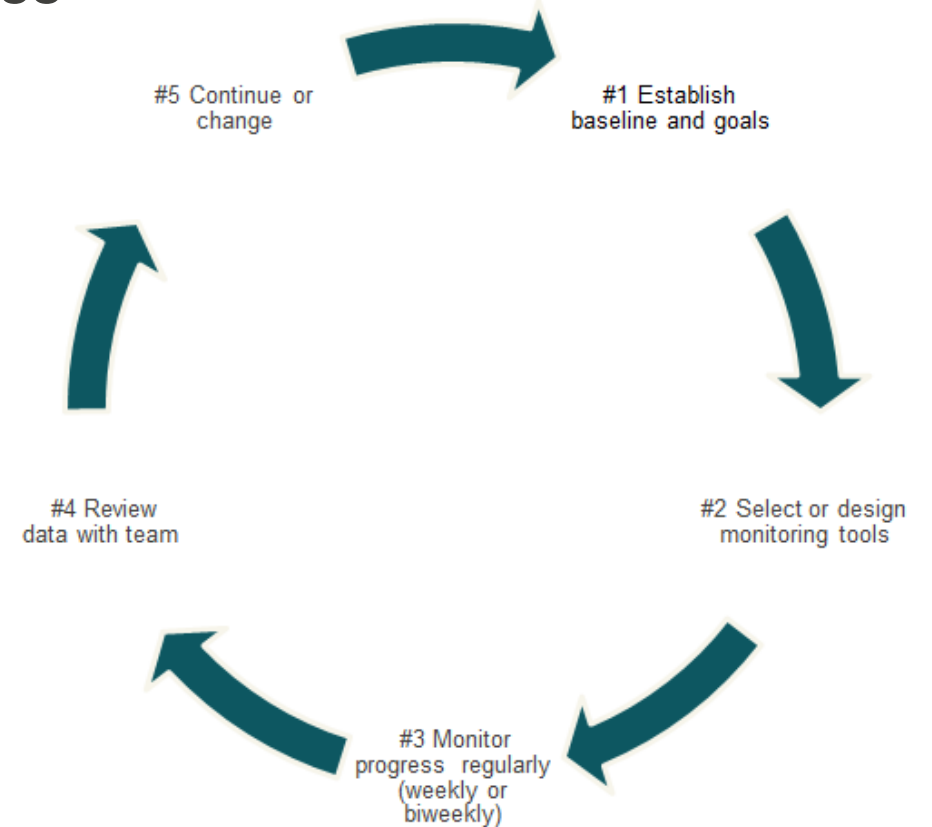 #1 Establish
baseline and goals
#2 Select or design
monitoring tools
#3 Monitor
progress regularly
(weekly or
biweekly)
#4 Review
data with team
#5 Continue or
change